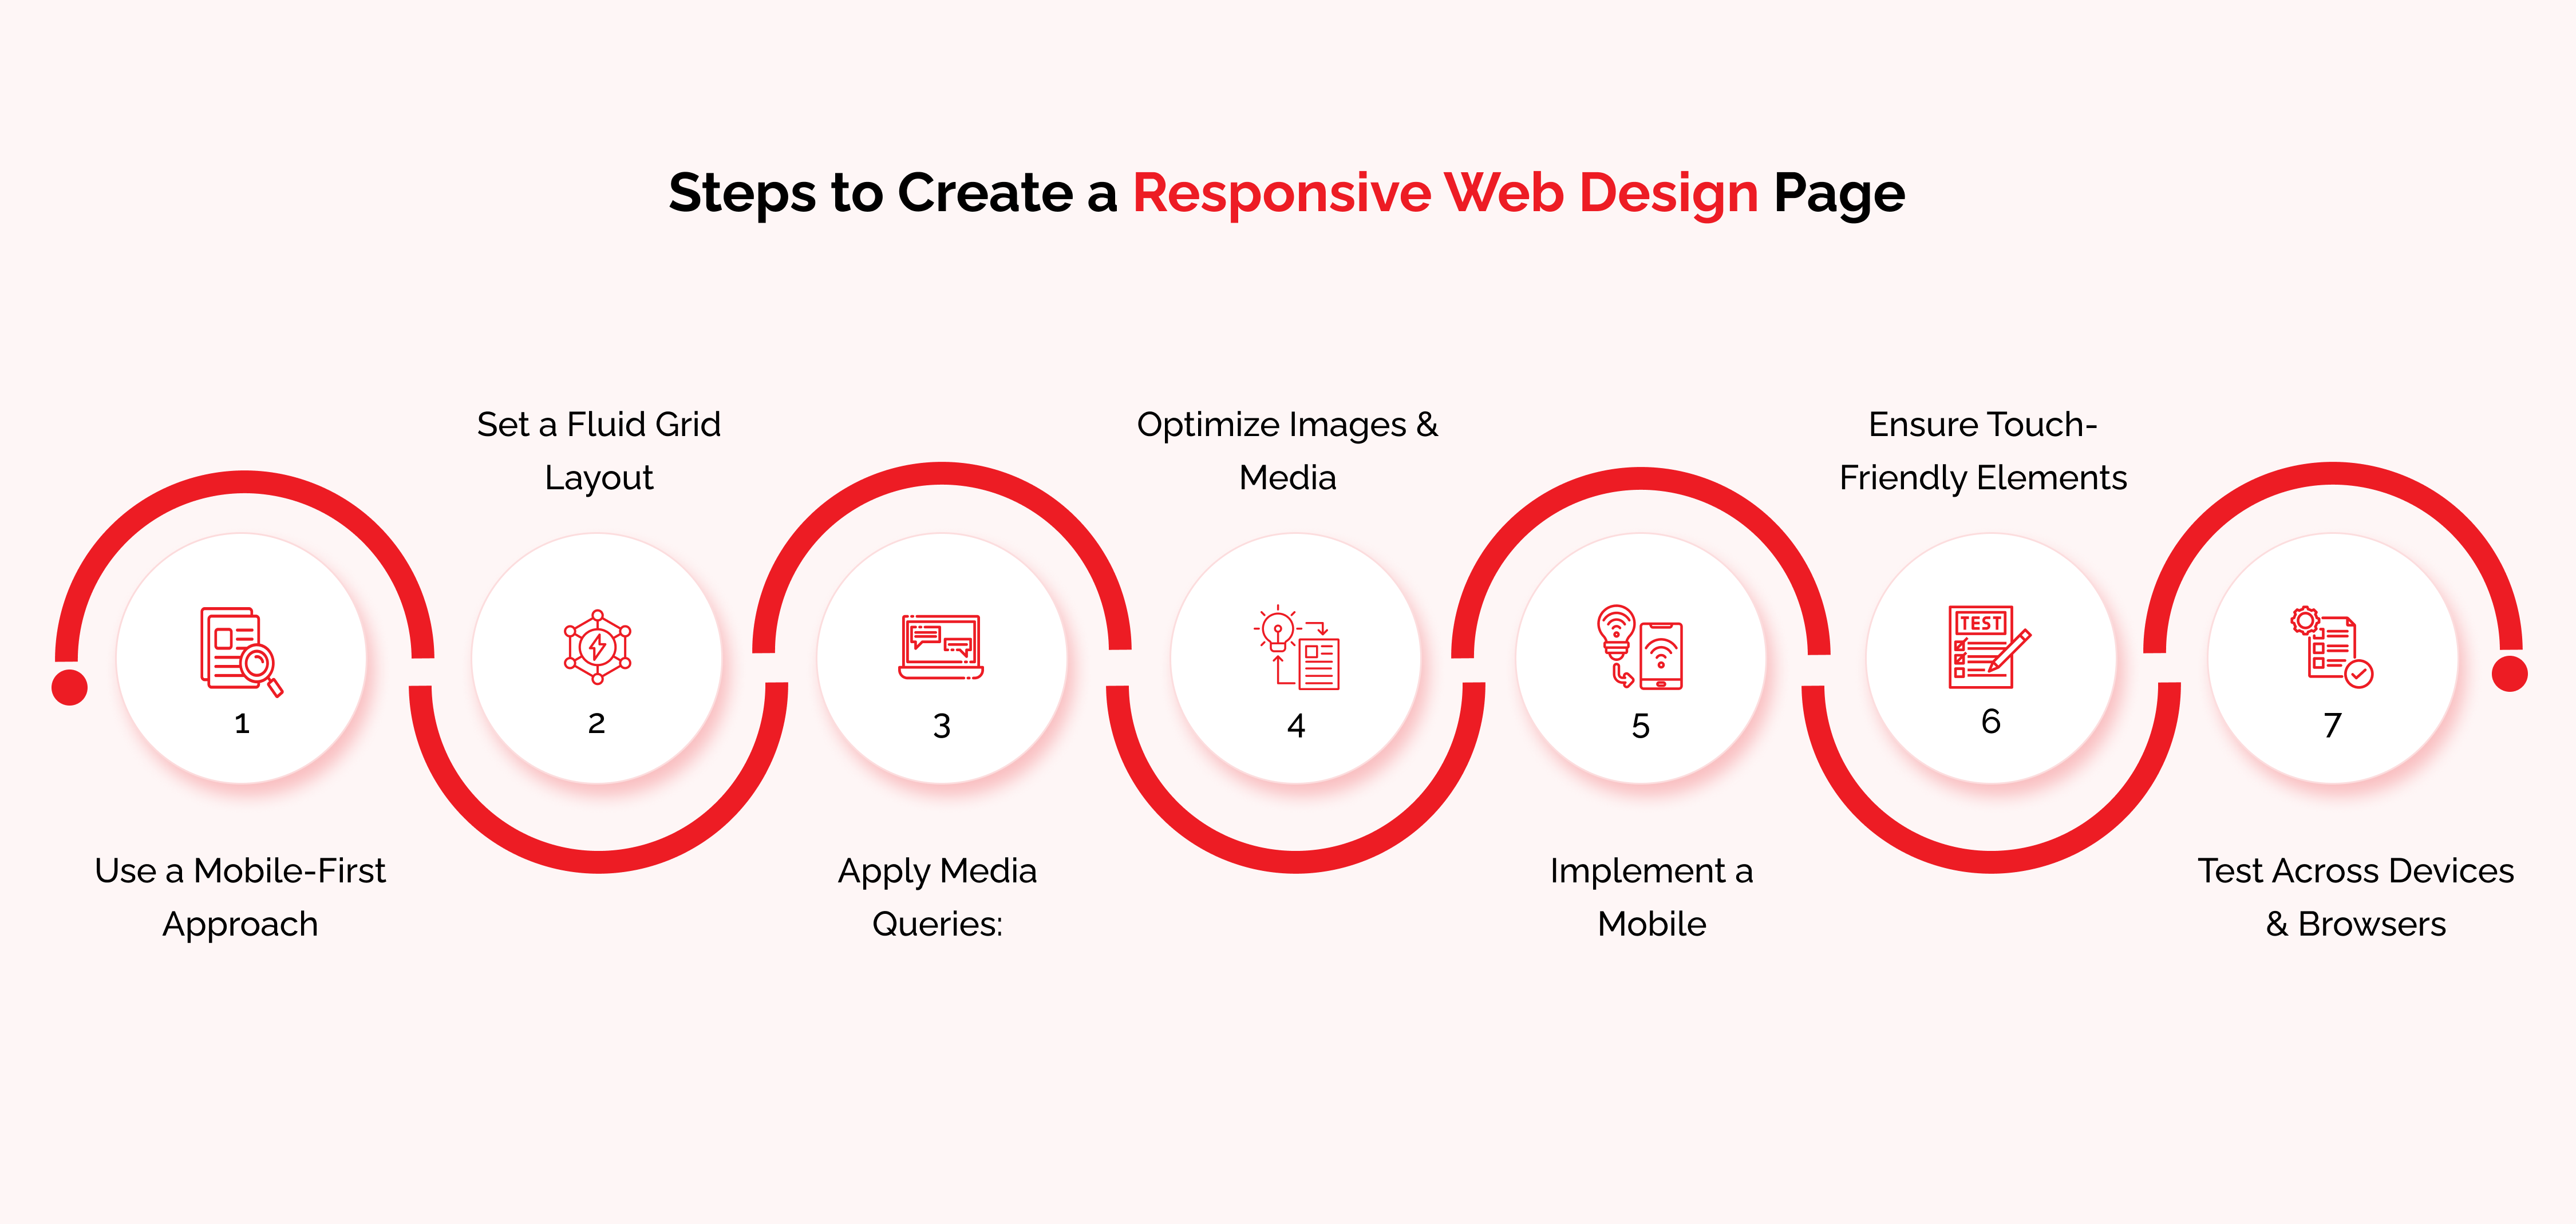 Steps to Create a Responsive Web Design Page
1
Use a Mobile-First
Approach
Set a Fluid Grid
Layout
2
3
Apply Media
Queries:
Optimize Images &
Media
4
5
Implement a
Mobile
Ensure Touch-
Friendly Elements
TEST
6
7
Test Across Devices
& Browsers